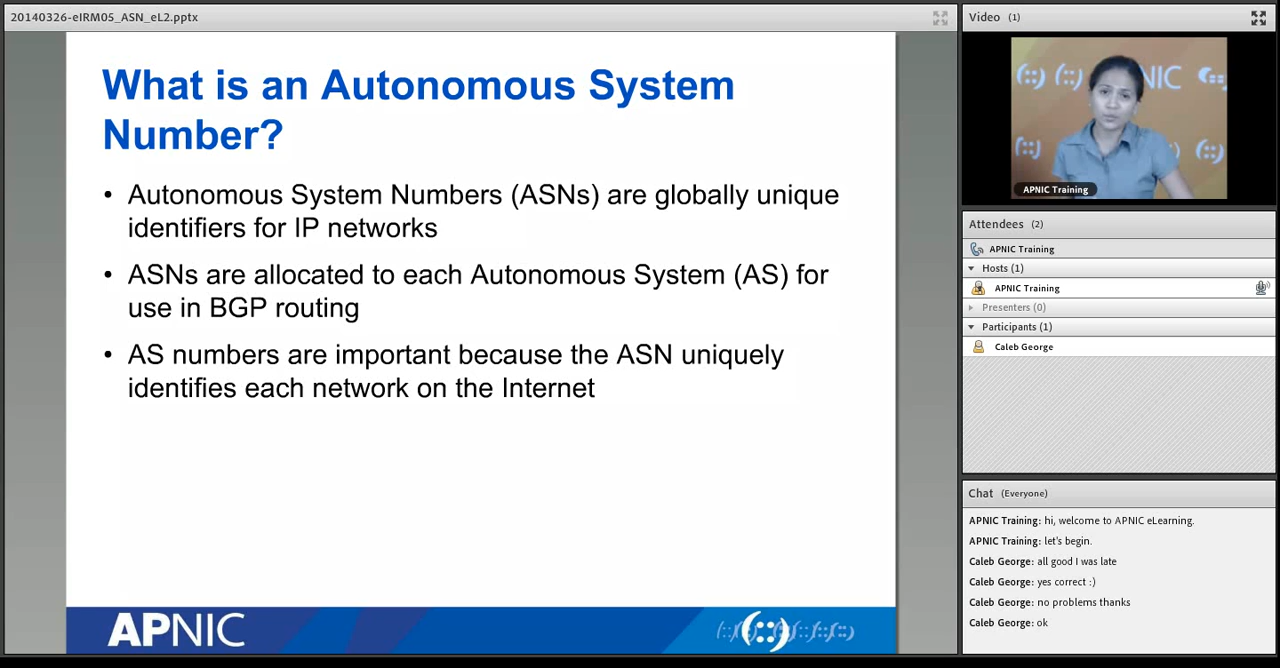 20140326-eIRM05_ASN_eL2.pptx
What is an Autonomous System
Number?
• Autonomous System Numbers (ASNs) are globally unique
identifiers for IP networks
• ASNs are allocated to each Autonomous System (AS) for
use in BGP routing
• AS numbers are important because the ASN uniquely
identifies each network on the Internet
APNIC
(::)
Video (1)
NIC
APNIC Training
Attendees (2)
APNIC Training
Hosts (1)
APNIC Training
Presenters (0)
Participants (1)
Caleb George
Chat (Everyone)
APNIC Training: hi, welcome to APNIC eLearning.
APNIC Training: let's begin.
Caleb George: all good I was late
Caleb George: yes correct :)
Caleb George: no problems thanks
Caleb George: ok